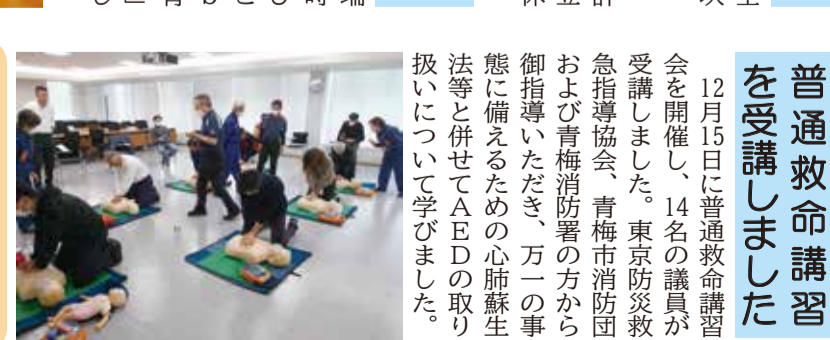 普通救命講習
を受講しました
12月15日に普通救命講習
会を開催し、14名の議員が
受講しました。東京防災救
急指導協会、青梅市消防団
および青梅消防署の方から
御指導いただき、万一の事
態に備えるための心肺蘇生
法等と併せてAEDの取り
扱いについて学びました。